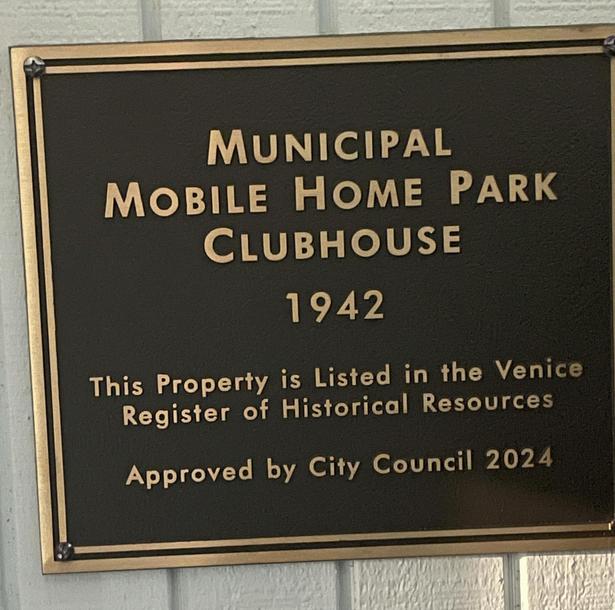 MUNICIPAL
MOBILE HOME PARK
CLUBHOUSE
1942
This Property is Listed in the Venice
Register of Historical Resources
Approved by City Council 2024